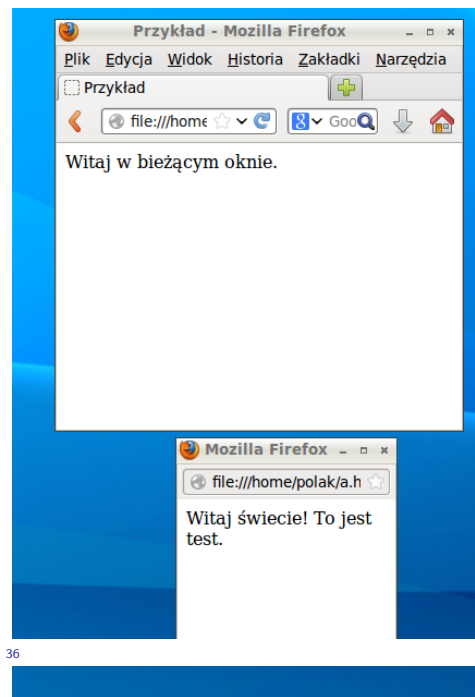 Przykład - Mozilla Firefox
Plik Edycja Widok Historia Zakładki Narzędzia
Przykład
file:///home Goo
Witaj w bieżącym oknie.
Mozilla Firefox
file:///home/polak/a.h
Witaj świecie! To jest
test.
36